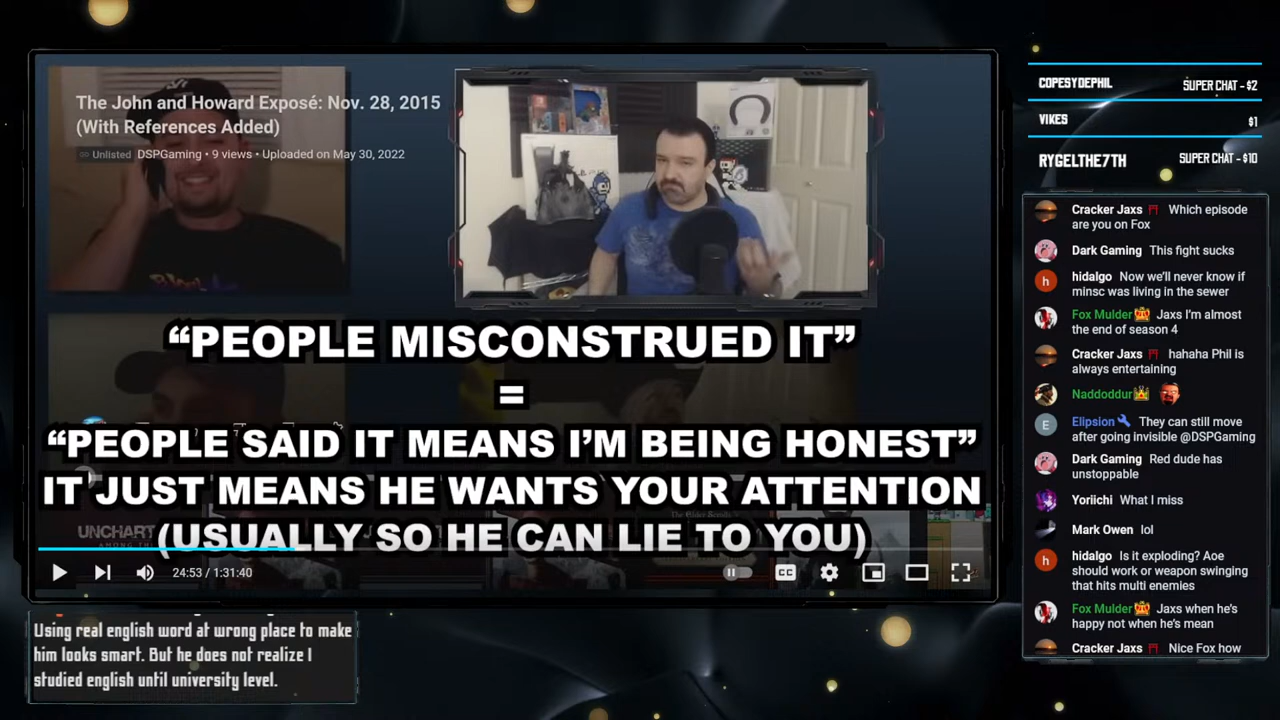 The John and Howard Exposé: Nov. 28, 2015
(With References Added)
Unlisted DSPGaming • 9 views • Uploaded on May 30, 2022
“PEOPLE MISCONSTRUED IT”
=
“PEOPLE SAID IT MEANS I’M BEING HONEST”
IT JUST MEANS HE WANTS YOUR ATTENTION
(USUALLY SO HE CAN LIE TO YOU)
UNCHART
24:53 / 1:31:40
CC
Using real english word at wrong place to make
him looks smart. But he does not realize I
studied english until university level.
COPESYDEPHIL SUPER CHAT - $2
VIKES $1
RYGELTHE7TH SUPER CHAT - $10
Cracker Jaxs Which episode
are you on Fox
Dark Gaming This fight sucks
h
hidalgo Now we’ll never know if
minsc was living in the sewer
Fox Mulder Jaxs I’m almost
the end of season 4
Cracker Jaxs hahaha Phil is
always entertaining
Naddoddur
E
Elipsion They can still move
after going invisible @DSPGaming
Dark Gaming Red dude has
unstoppable
Yoriichi What I miss
Mark Owen lol
h
hidalgo Is it exploding? Aoe
should work or weapon swinging
that hits multi enemies
Fox Mulder Jaxs when he’s
happy not when he’s mean
Cracker Jaxs Nice Fox how